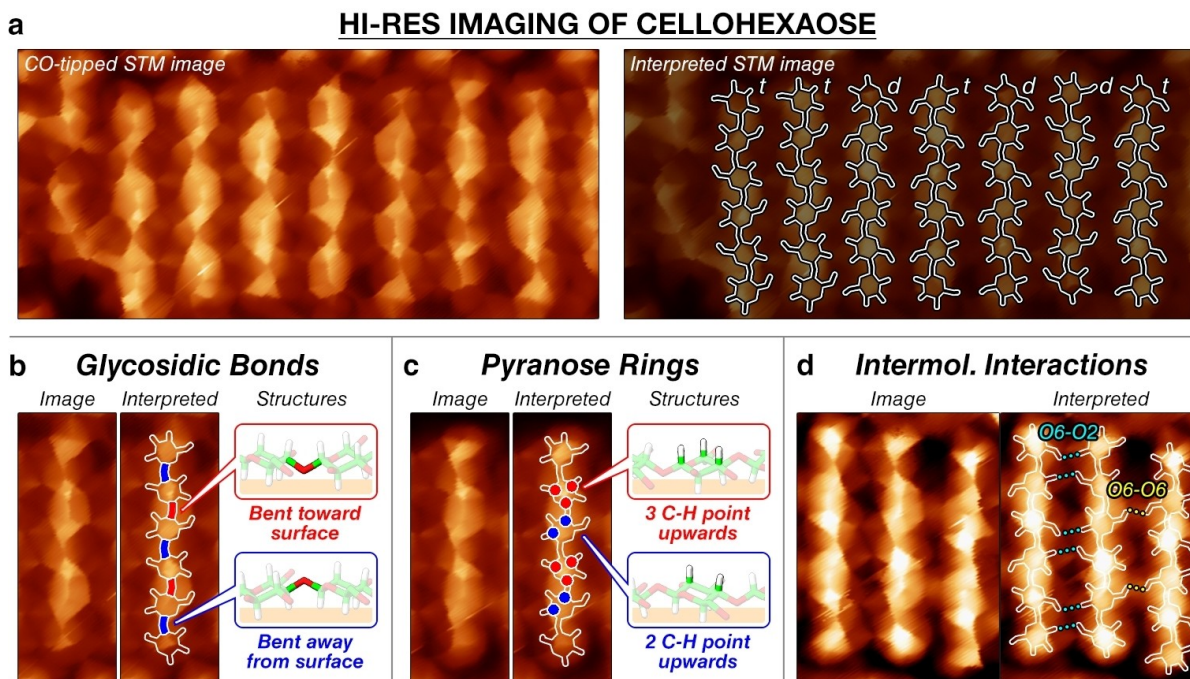 a
HI-RES IMAGING OF CELLOHEXAOSE
CO-tipped STM image
Interpreted STM image
t t d t d d t
b
Glycosidic Bonds
Image Interpreted Structures
Bent toward
surface
Bent away
from surface
c
Pyranose Rings
Image Interpreted Structures
3 C-H point
upwards
2 C-H point
upwards
d
Intermol. Interactions
Image Interpreted
O6-O2
O6-O6